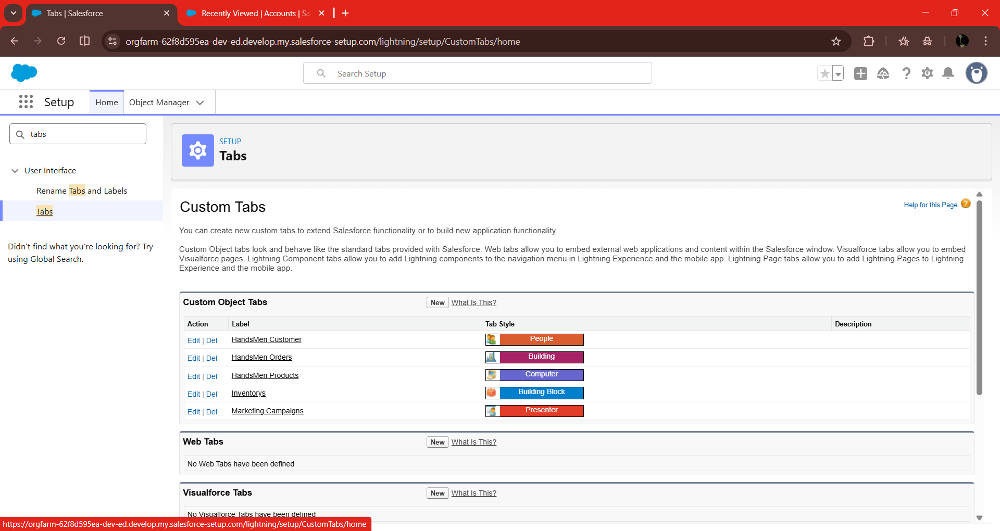 Tabs | Salesforce
Recently Viewed | Accounts | Sa
orgfarm-62f8d595ea-dev-ed.develop.my.salesforce-setup.com/lightning/setup/CustomTabs/home
Search Setup
Setup
Home
Object Manager
tabs
User Interface
Rename Tabs and Labels
Tabs
Didn't find what you're looking for? Try
using Global Search.
SETUP
Tabs
Custom Tabs
Help for this Page
You can create new custom tabs to extend Salesforce functionality or to build new application functionality.
Custom Object tabs look and behave like the standard tabs provided with Salesforce. Web tabs allow you to embed external web applications and content within the Salesforce window. Visualforce tabs allow you to embed
Visualforce pages. Lightning Component tabs allow you to add Lightning components to the navigation menu in Lightning Experience and the mobile app. Lightning Page tabs allow you to add Lightning Pages to Lightning
Experience and the mobile app.
Custom Object Tabs New What Is This?
Action Label Tab Style Description
Edit | Del HandsMen Customer People
Edit | Del HandsMen Orders Building
Edit | Del HandsMen Products Computer
Edit | Del Inventorys Building Block
Edit | Del Marketing Campaigns Presenter
Web Tabs New What Is This?
No Web Tabs have been defined
Visualforce Tabs New What Is This?
No Visualforce Tabs have been defined
https://orgfarm-62f8d595ea-dev-ed.develop.my.salesforce-setup.com/lightning/setup/CustomTabs/home